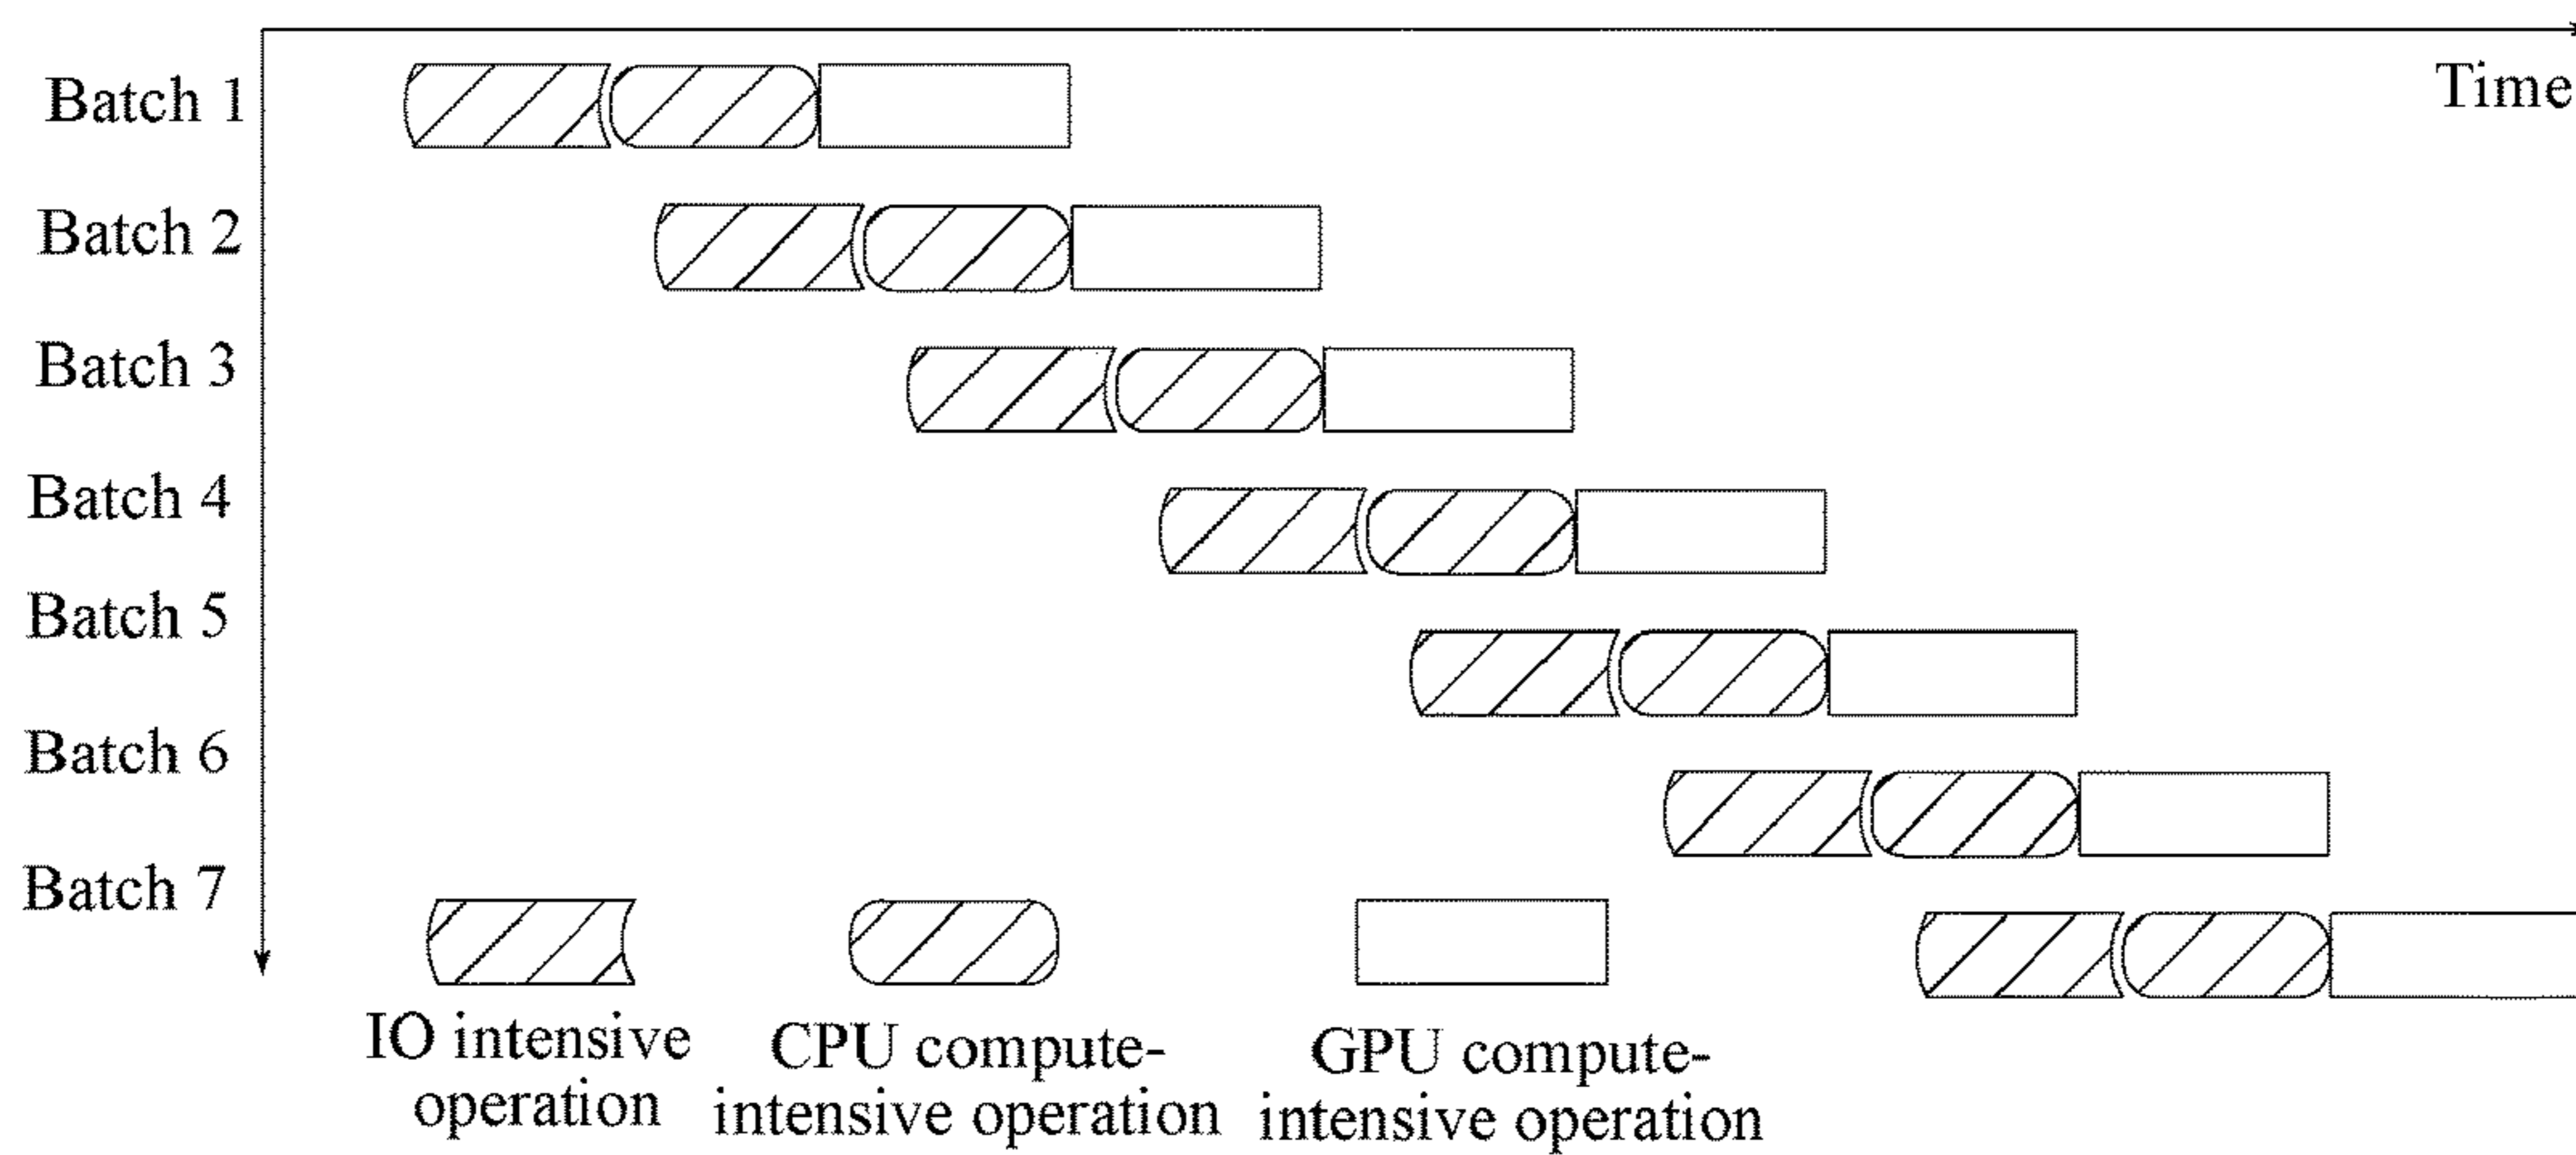 Time
Batch 1
Batch 2
Batch 3
Batch 4
Batch 5
Batch 6
Batch 7
IO intensive
operation
CPU compute-
intensive operation
GPU compute-
intensive operation